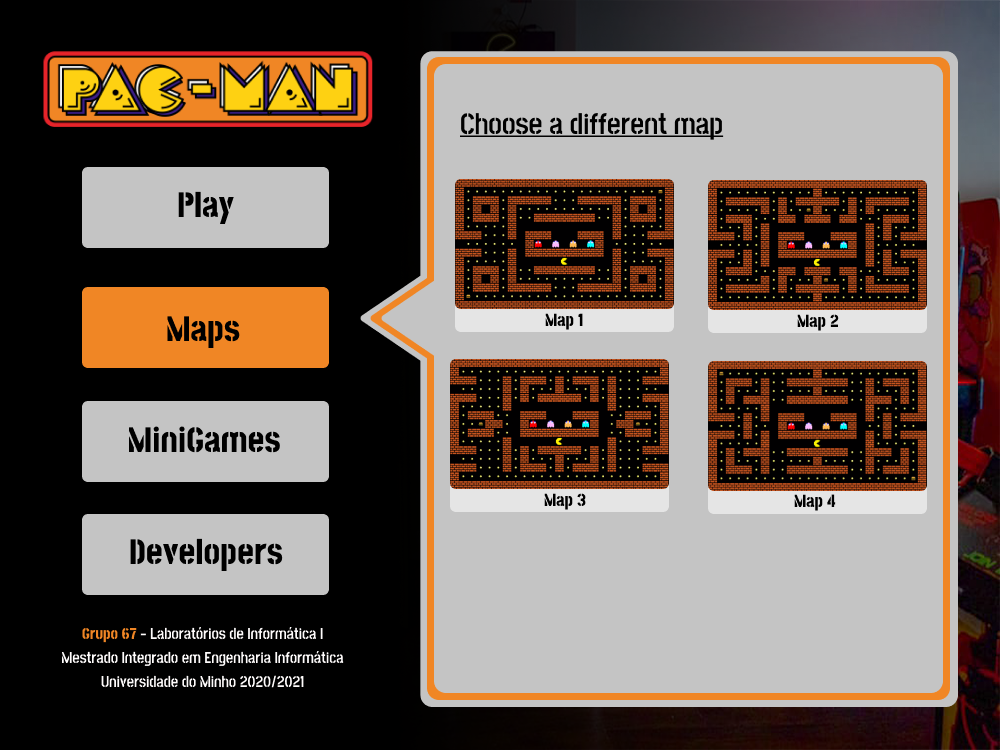 PAC-MAN
Play
Maps
MiniGames
Developers
Grupo 67 - Laboratórios de Informática I
Mestrado Integrado em Engenharia Informática
Universidade do Minho 2020/2021
Choose a different map
Map 1
Map 2
Map 3
Map 4